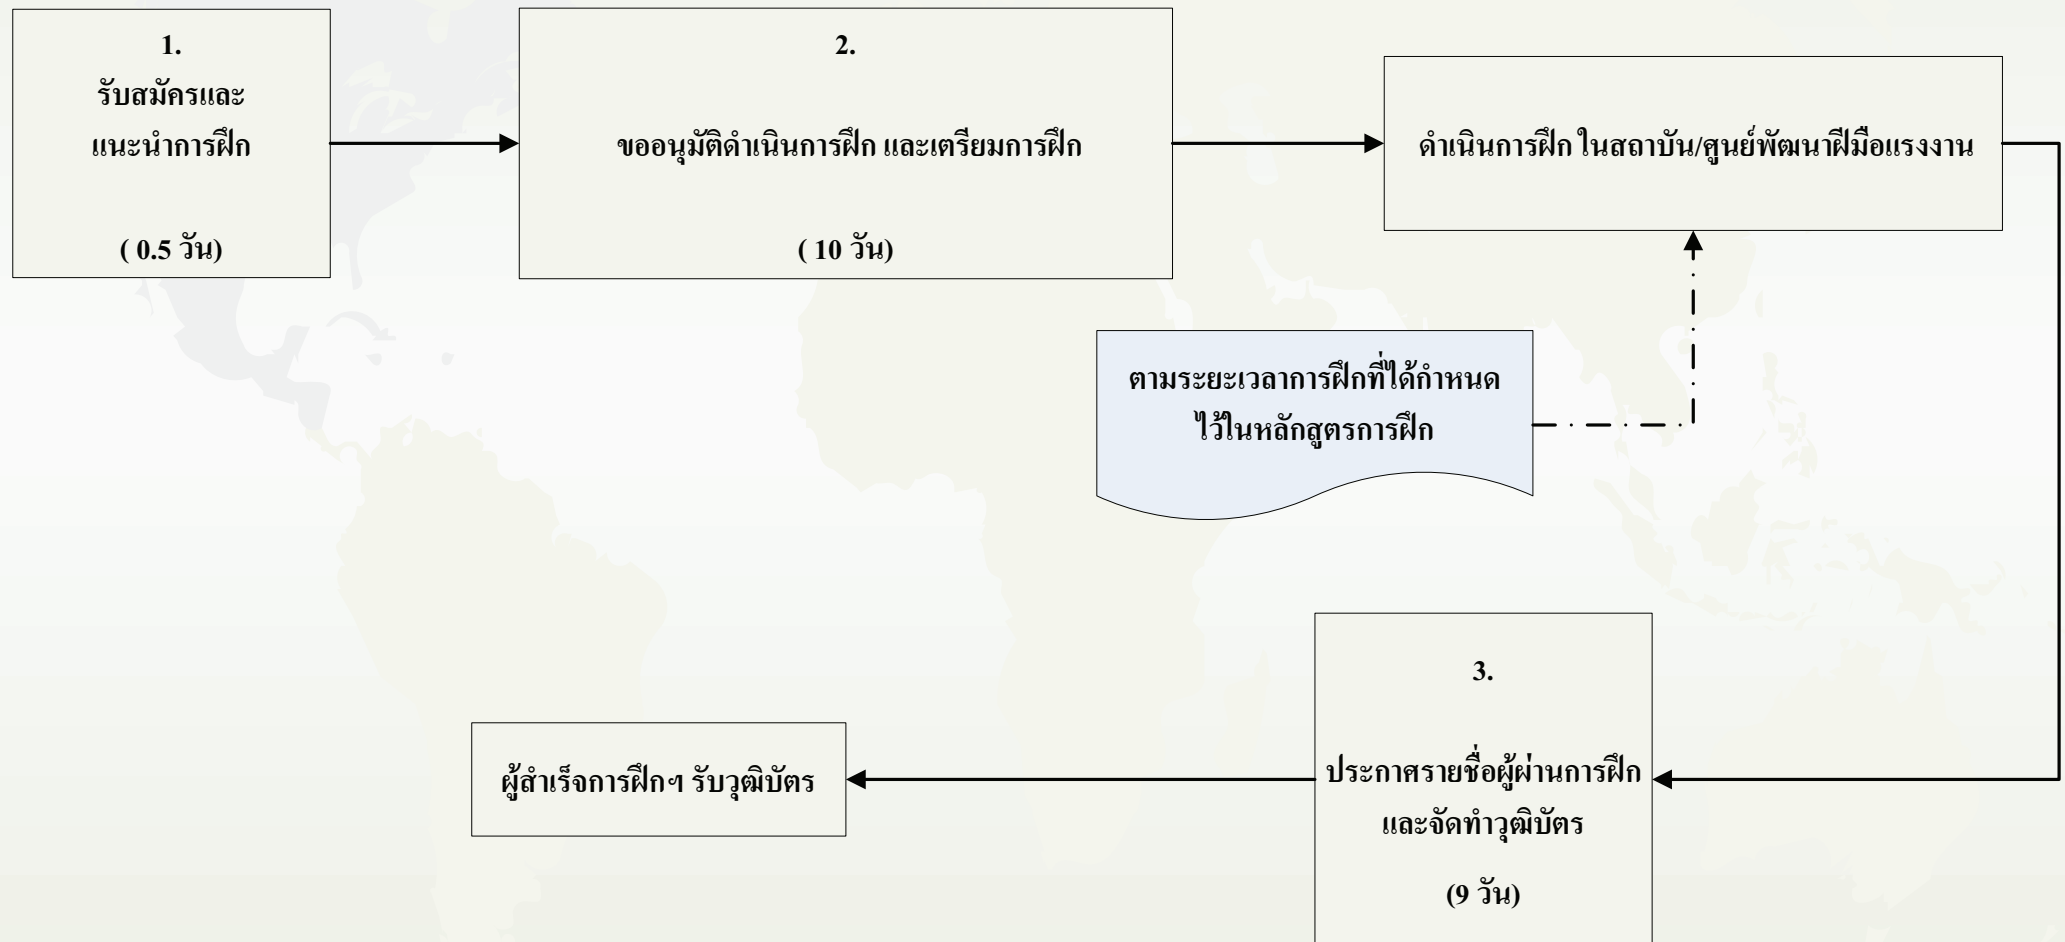 1.
รับสมัครและ
แนะนำการฝึก
( 0.5 วัน)
2.
ขออนุมัติดำเนินการฝึก และเตรียมการฝึก
( 10 วัน)
ดำเนินการฝึก ในสถาบัน/ศูนย์พัฒนาฝีมือแรงงาน
ตามระยะเวลาการฝึกที่ได้กำหนด
ไว้ในหลักสูตรการฝึก
3.
ประกาศรายชื่อผู้ผ่านการฝึก
และจัดทำวุฒิบัตร
(9 วัน)
ผู้สำเร็จการฝึกฯ รับวุฒิบัตร